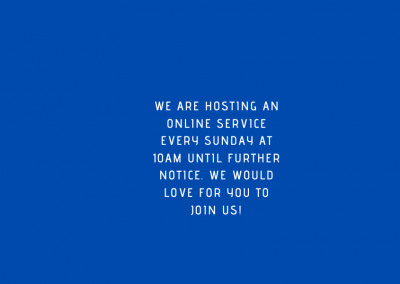 WE ARE HOSTING AN
ONLINE SERVICE
EVERY SUNDAY AT
10AM UNTIL FURTHER
NOTICE. WE WOULD
LOVE FOR YOU TO
JOIN US!